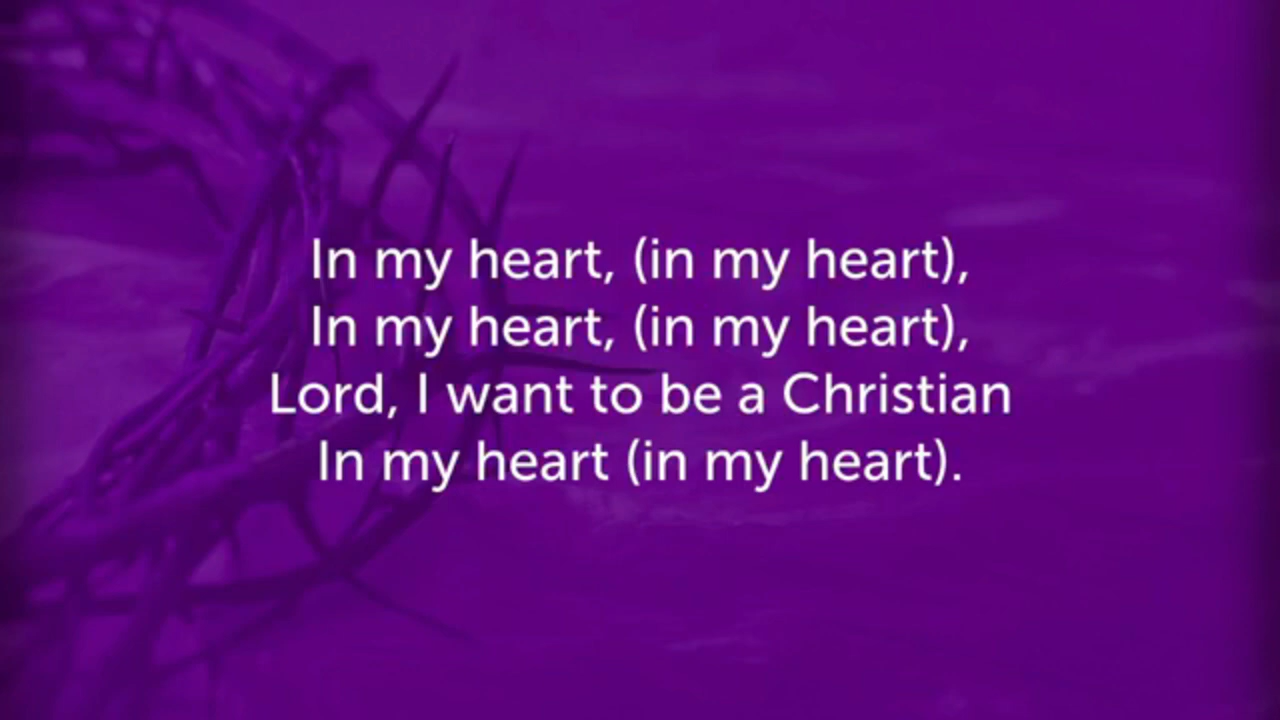 In my heart, (in my heart),
In my heart, (in my heart),
Lord, I want to be a Christian
In my heart (in my heart).